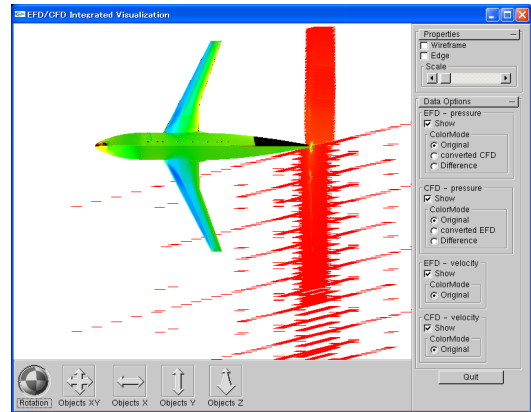 EFD/CFD Integrated Visualization
Properties
Wireframe
Edge
Scale
Data Options
EFD - pressure
Show
ColorMode
Original
converted CFD
Difference
CFD - pressure
Show
ColorMode
Original
converted EFD
Difference
EFD - velocity
Show
ColorMode
Original
CFD - velocity
Show
ColorMode
Original
Quit
Rotation
Objects XY
Objects X
Objects Y
Objects Z